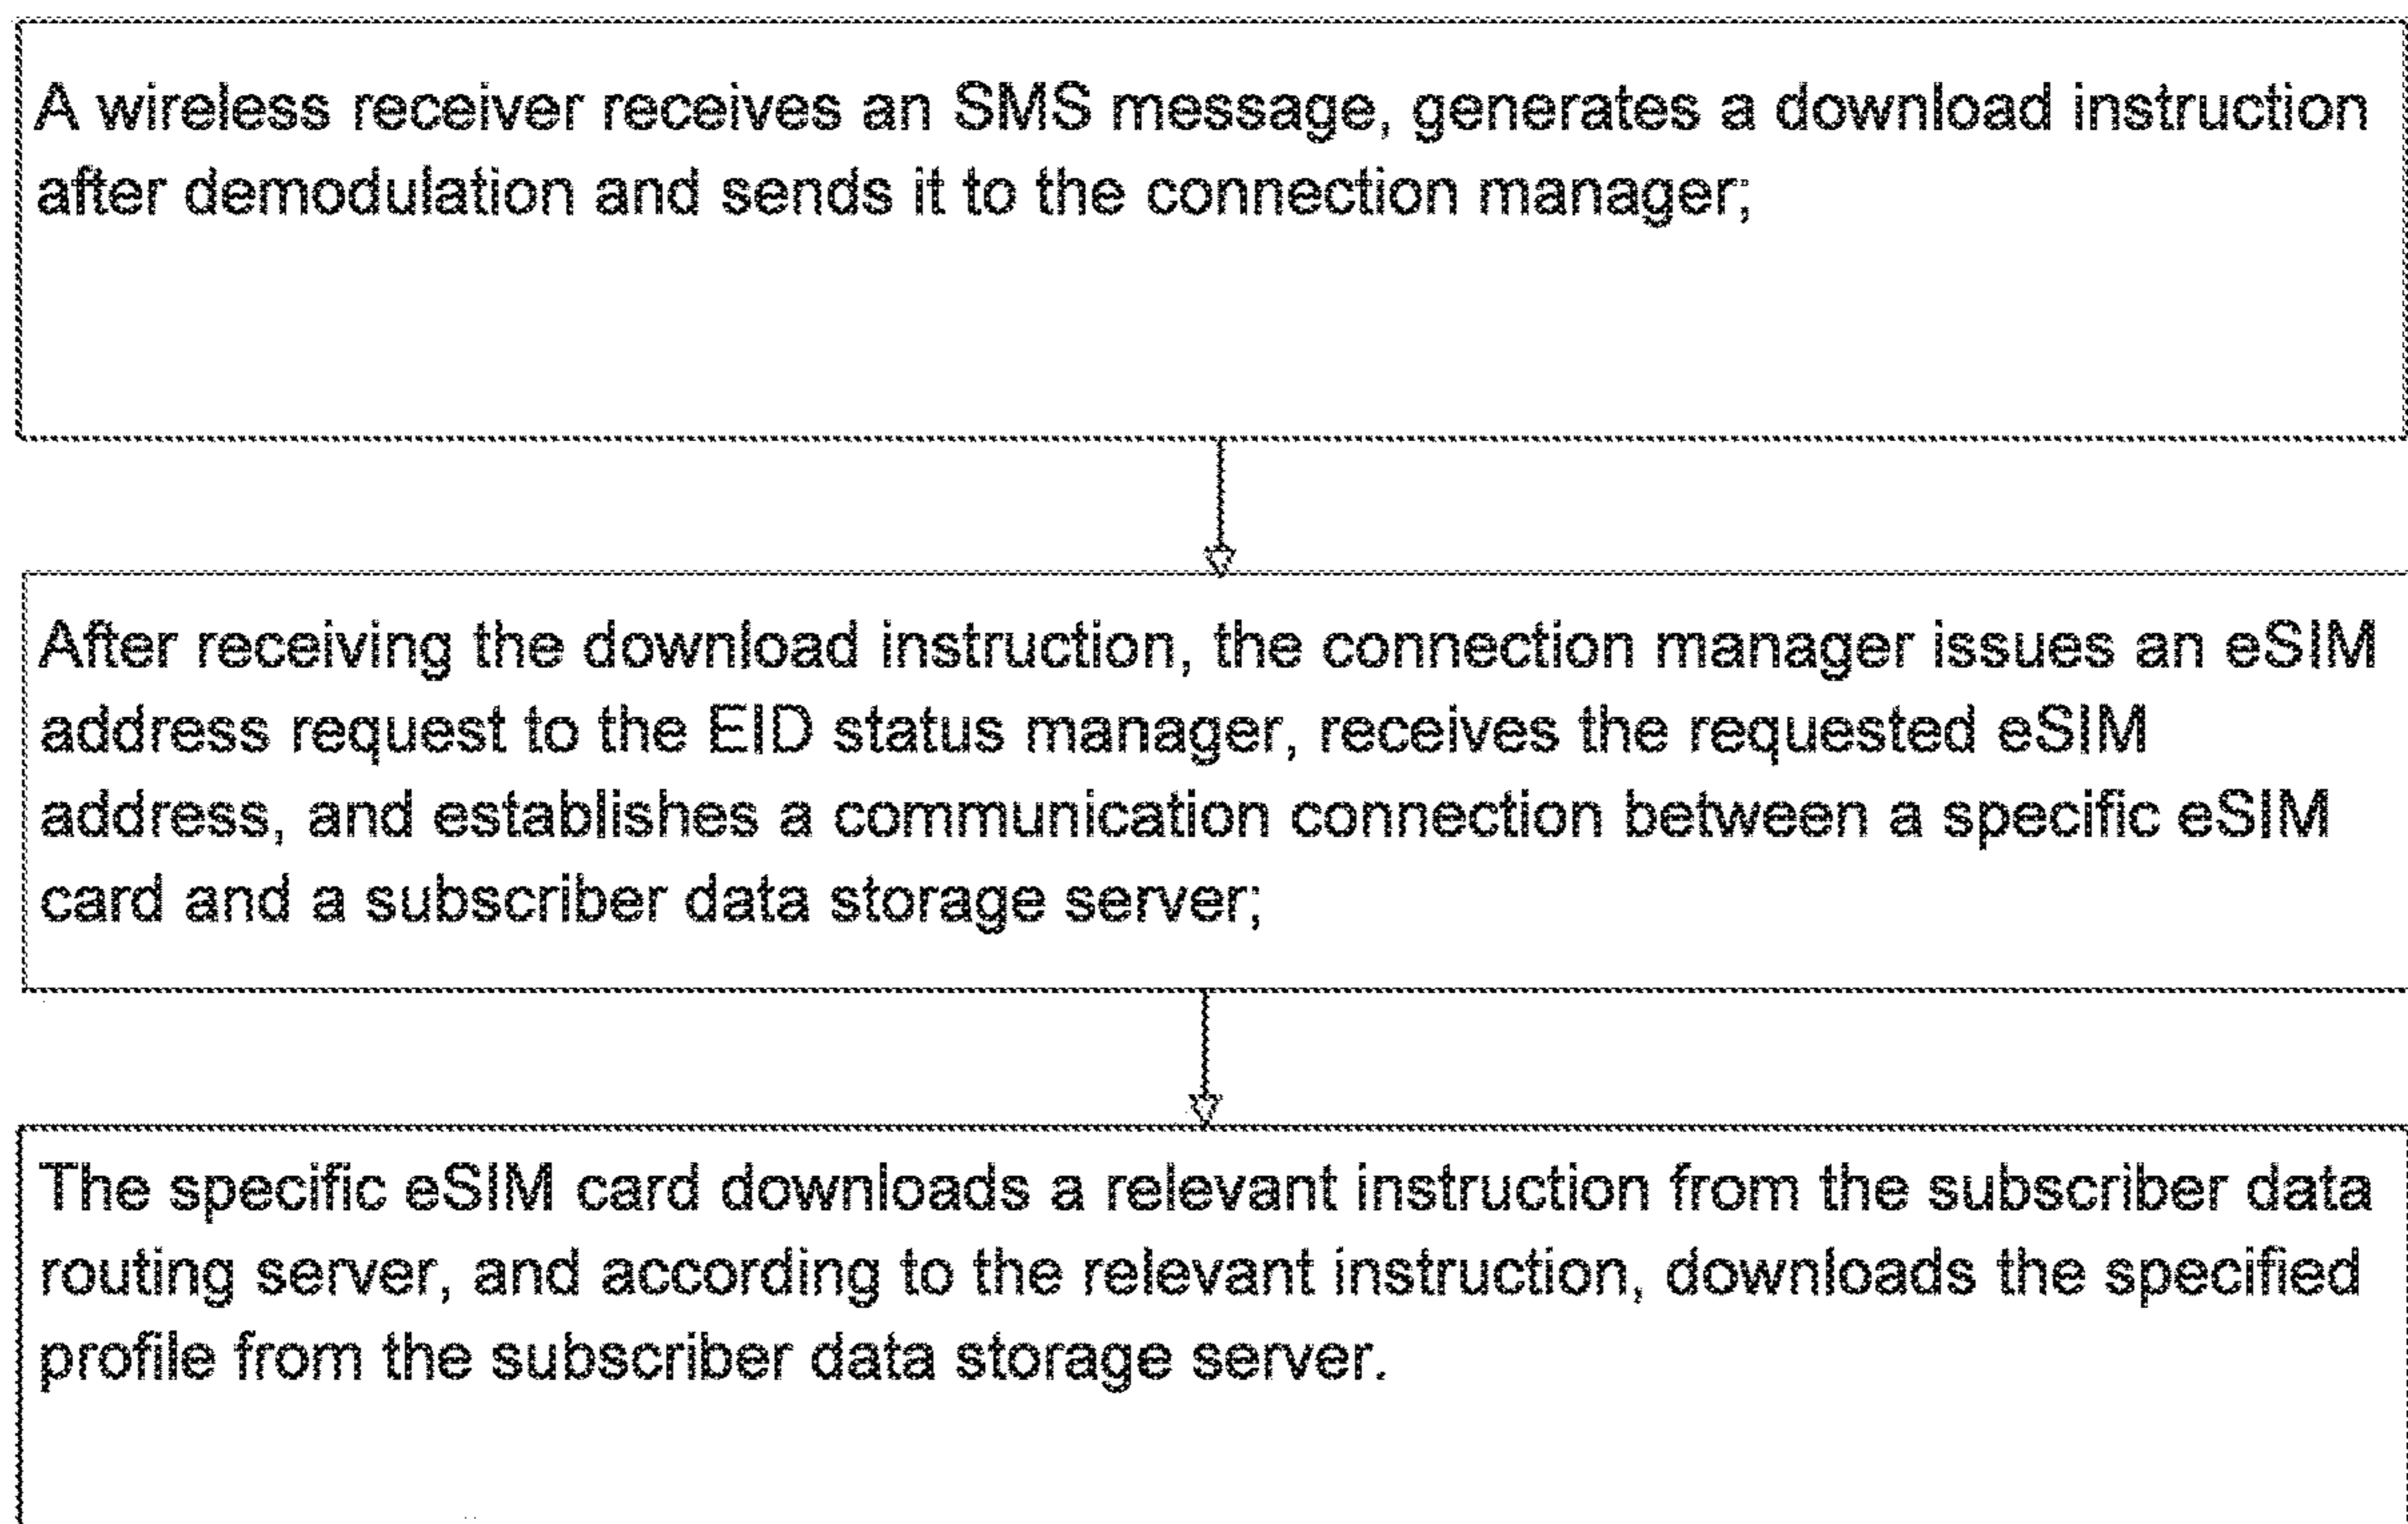 A wireless receiver receives an SMS message, generates a download instruction
after demodulation and sends it to the connection manager;
After receiving the download instruction, the connection manager issues an eSIM
address request to the EID status manager, receives the requested eSIM
address, and establishes a communication connection between a specific eSIM
card and a subscriber data storage server;
The specific eSIM card downloads a relevant instruction from the subscriber data
routing server, and according to the relevant instruction, downloads the specified
profile from the subscriber data storage server.